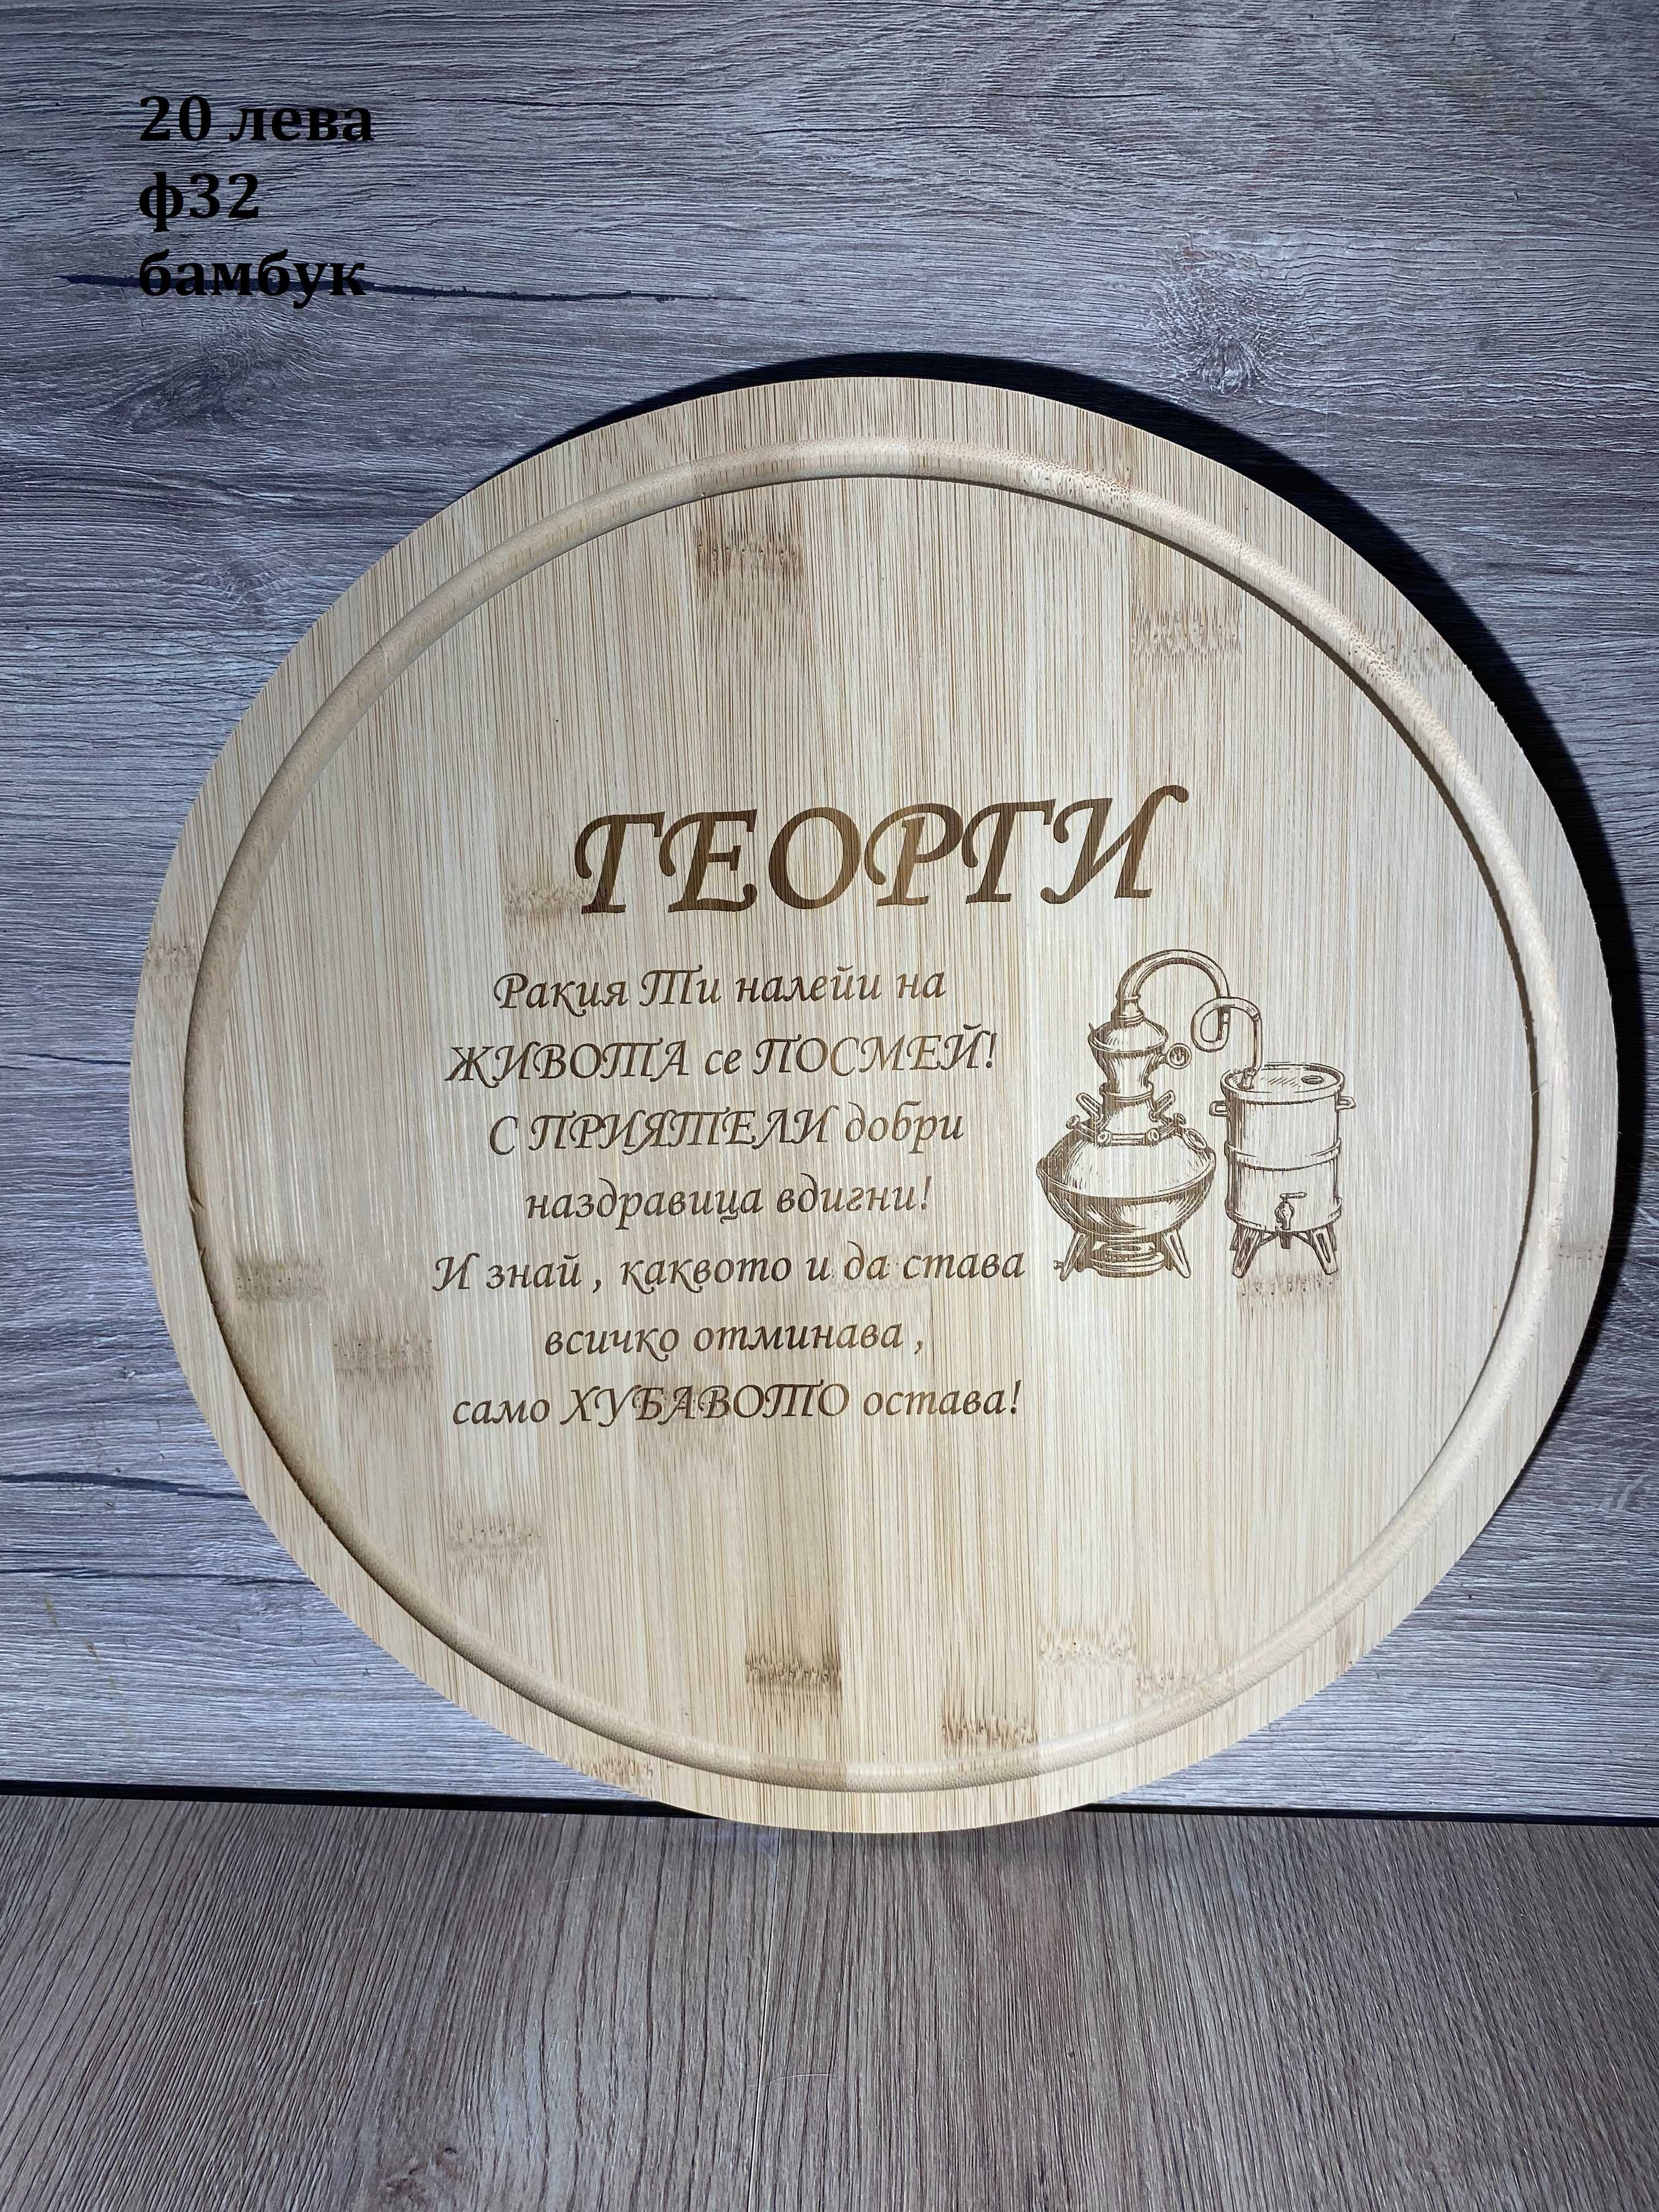 20 лева
ф32
бамбук
ГЕОРГИ
Ракия Ти налейи на
ЖИВОТА се ПОСМЕЙ!
С ПРИЯТЕЛИ добри
наздравица вдигни!
И знай , каквото и да става
всичко отминава ,
само ХУБАВОТО остава!